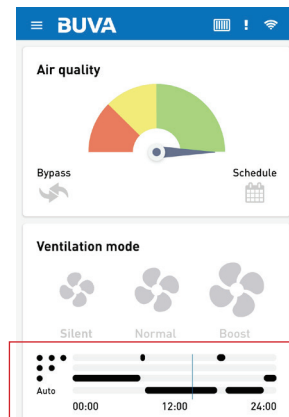 BUVA !
Air quality
Bypass Schedule
Ventilation mode
Silent Normal Boost
Auto
00:00 12:00 24:00